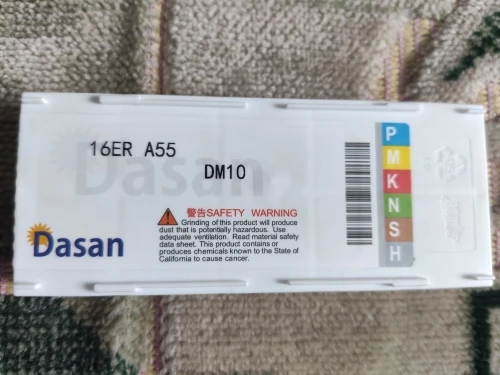 16ER A55
DM10
警告SAFETY WARNING
Grinding of this product will produce
dust that is potentially hazardous. Use
adequate ventilation. Read material safety
data sheet. This product contains or
produces chemicals known to the State of
California to cause cancer.
Dasan
Dasan
P
M
K
N
S
H